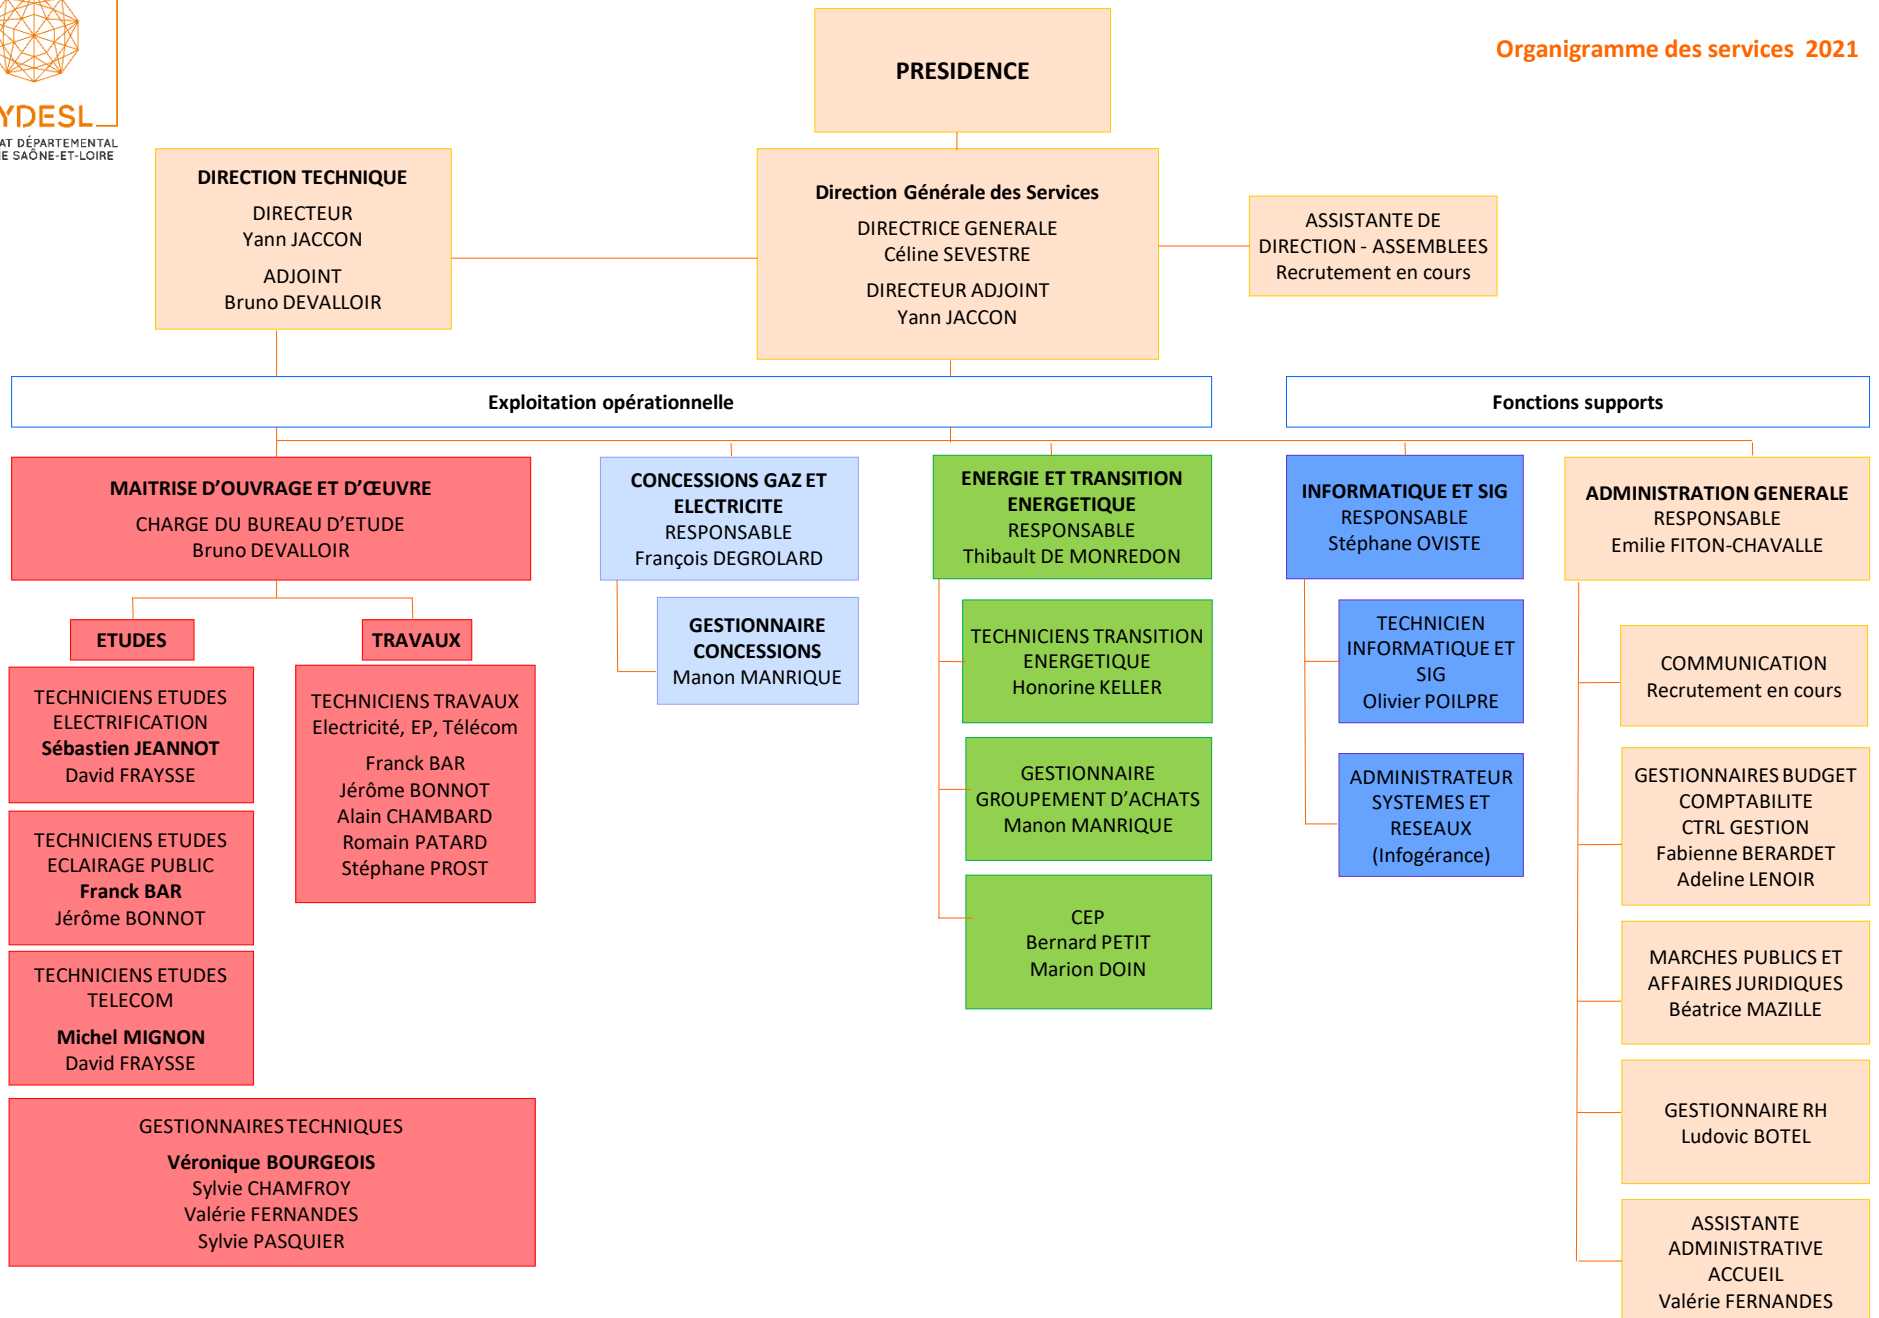 YDESL
AT DÉPARTEMENTAL
IE SAÔNE-ET-LOIRE
Organigramme des services 2021
PRESIDENCE
DIRECTION TECHNIQUE
DIRECTEUR
Yann JACCON
ADJOINT
Bruno DEVALLOIR
Direction Générale des Services
DIRECTRICE GENERALE
Céline SEVESTRE
DIRECTEUR ADJOINT
Yann JACCON
ASSISTANTE DE
DIRECTION - ASSEMBLEES
Recrutement en cours
Exploitation opérationnelle
Fonctions supports
MAITRISE D’OUVRAGE ET D’ŒUVRE
CHARGE DU BUREAU D’ETUDE
Bruno DEVALLOIR
ETUDES
TRAVAUX
TECHNICIENS ETUDES
ELECTRIFICATION
Sébastien JEANNOT
David FRAYSSE
TECHNICIENS ETUDES
ECLAIRAGE PUBLIC
Franck BAR
Jérôme BONNOT
TECHNICIENS ETUDES
TELECOM
Michel MIGNON
David FRAYSSE
TECHNICIENS TRAVAUX
Electricité, EP, Télécom
Franck BAR
Jérôme BONNOT
Alain CHAMBARD
Romain PATARD
Stéphane PROST
GESTIONNAIRES TECHNIQUES
Véronique BOURGEOIS
Sylvie CHAMFROY
Valérie FERNANDES
Sylvie PASQUIER
CONCESSIONS GAZ ET
ELECTRICITE
RESPONSABLE
François DEGROLARD
GESTIONNAIRE
CONCESSIONS
Manon MANRIQUE
ENERGIE ET TRANSITION
ENERGETIQUE
RESPONSABLE
Thibault DE MONREDON
TECHNICIENS TRANSITION
ENERGETIQUE
Honorine KELLER
GESTIONNAIRE
GROUPEMENT D’ACHATS
Manon MANRIQUE
CEP
Bernard PETIT
Marion DOIN
INFORMATIQUE ET SIG
RESPONSABLE
Stéphane OVISTE
TECHNICIEN
INFORMATIQUE ET
SIG
Olivier POILPRE
ADMINISTRATEUR
SYSTEMES ET
RESEAUX
(Infogérance)
ADMINISTRATION GENERALE
RESPONSABLE
Emilie FITON-CHAVALLE
COMMUNICATION
Recrutement en cours
GESTIONNAIRES BUDGET
COMPTABILITE
CTRL GESTION
Fabienne BERARDET
Adeline LENOIR
MARCHES PUBLICS ET
AFFAIRES JURIDIQUES
Béatrice MAZILLE
GESTIONNAIRE RH
Ludovic BOTEL
ASSISTANTE
ADMINISTRATIVE
ACCUEIL
Valérie FERNANDES